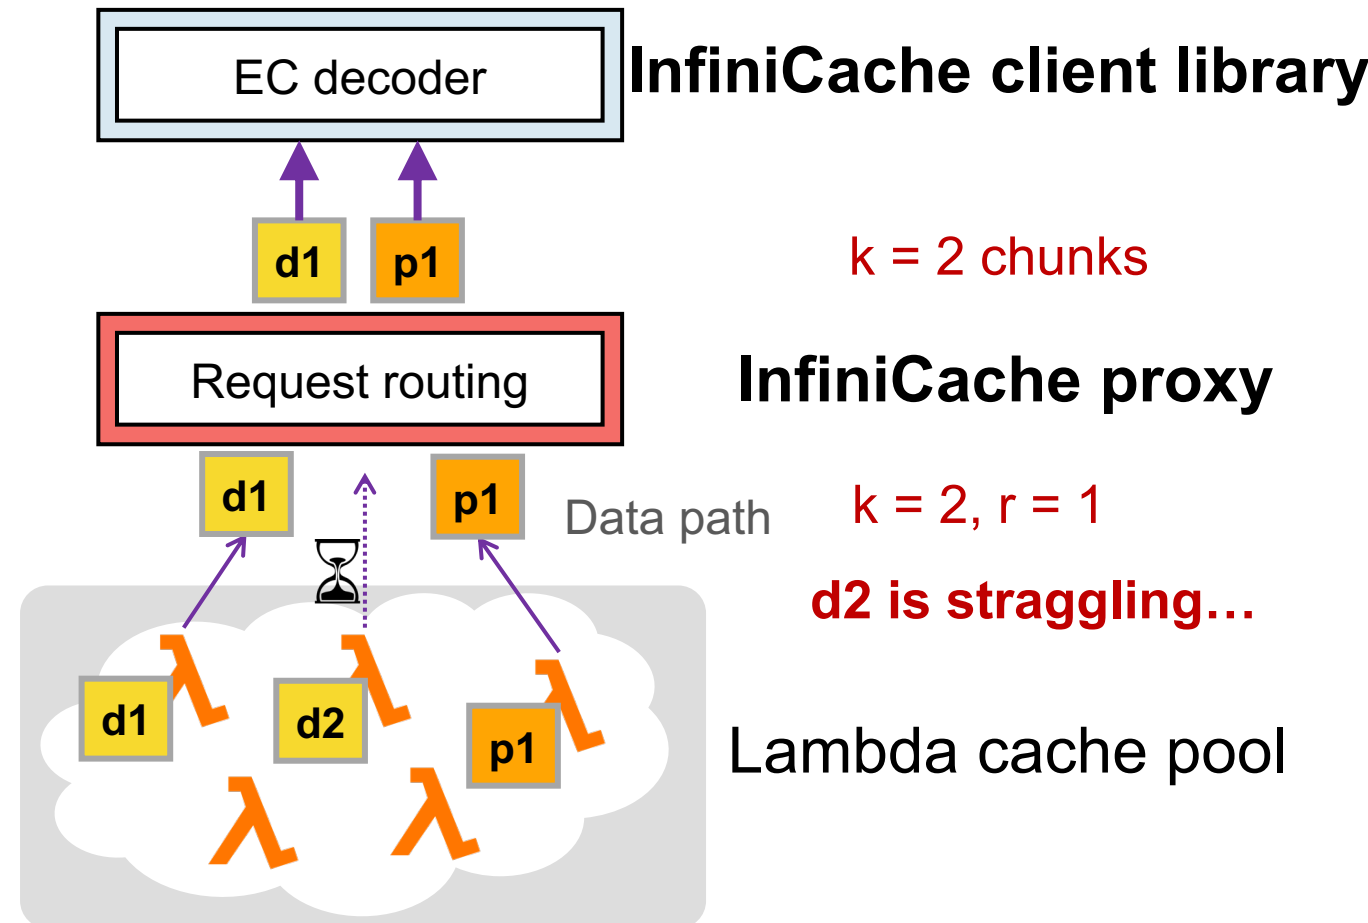 EC decoder
InfiniCache client library
d1
p1
k = 2 chunks
Request routing
InfiniCache proxy
d1
p1
Data path
k = 2, r = 1
d2 is straggling…
λ
λ
λ
d1
d2
p1
Lambda cache pool
λ
λ